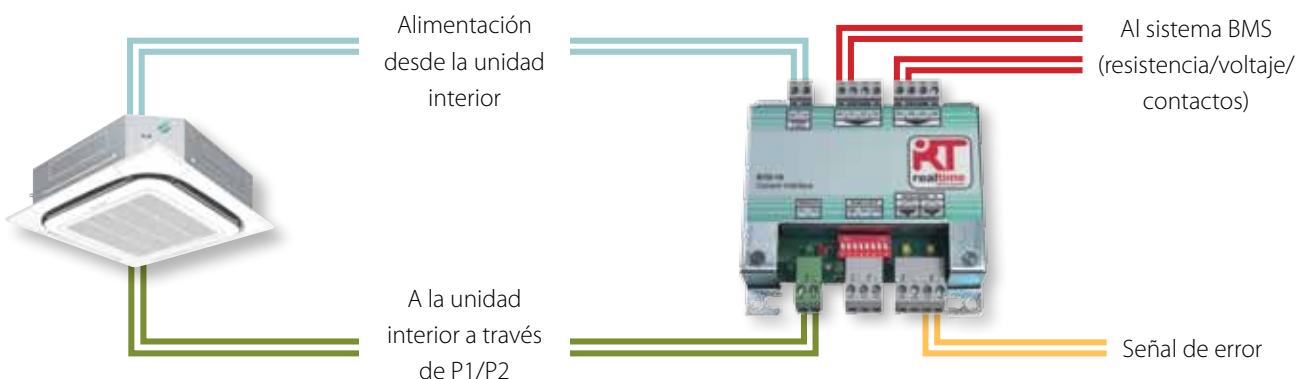 Alimentación
desde la unidad
interior
Al sistema BMS
(resistencia/voltaje/
contactos)
RT
realtime
A la unidad
interior a través
de P1/P2
Señal de error